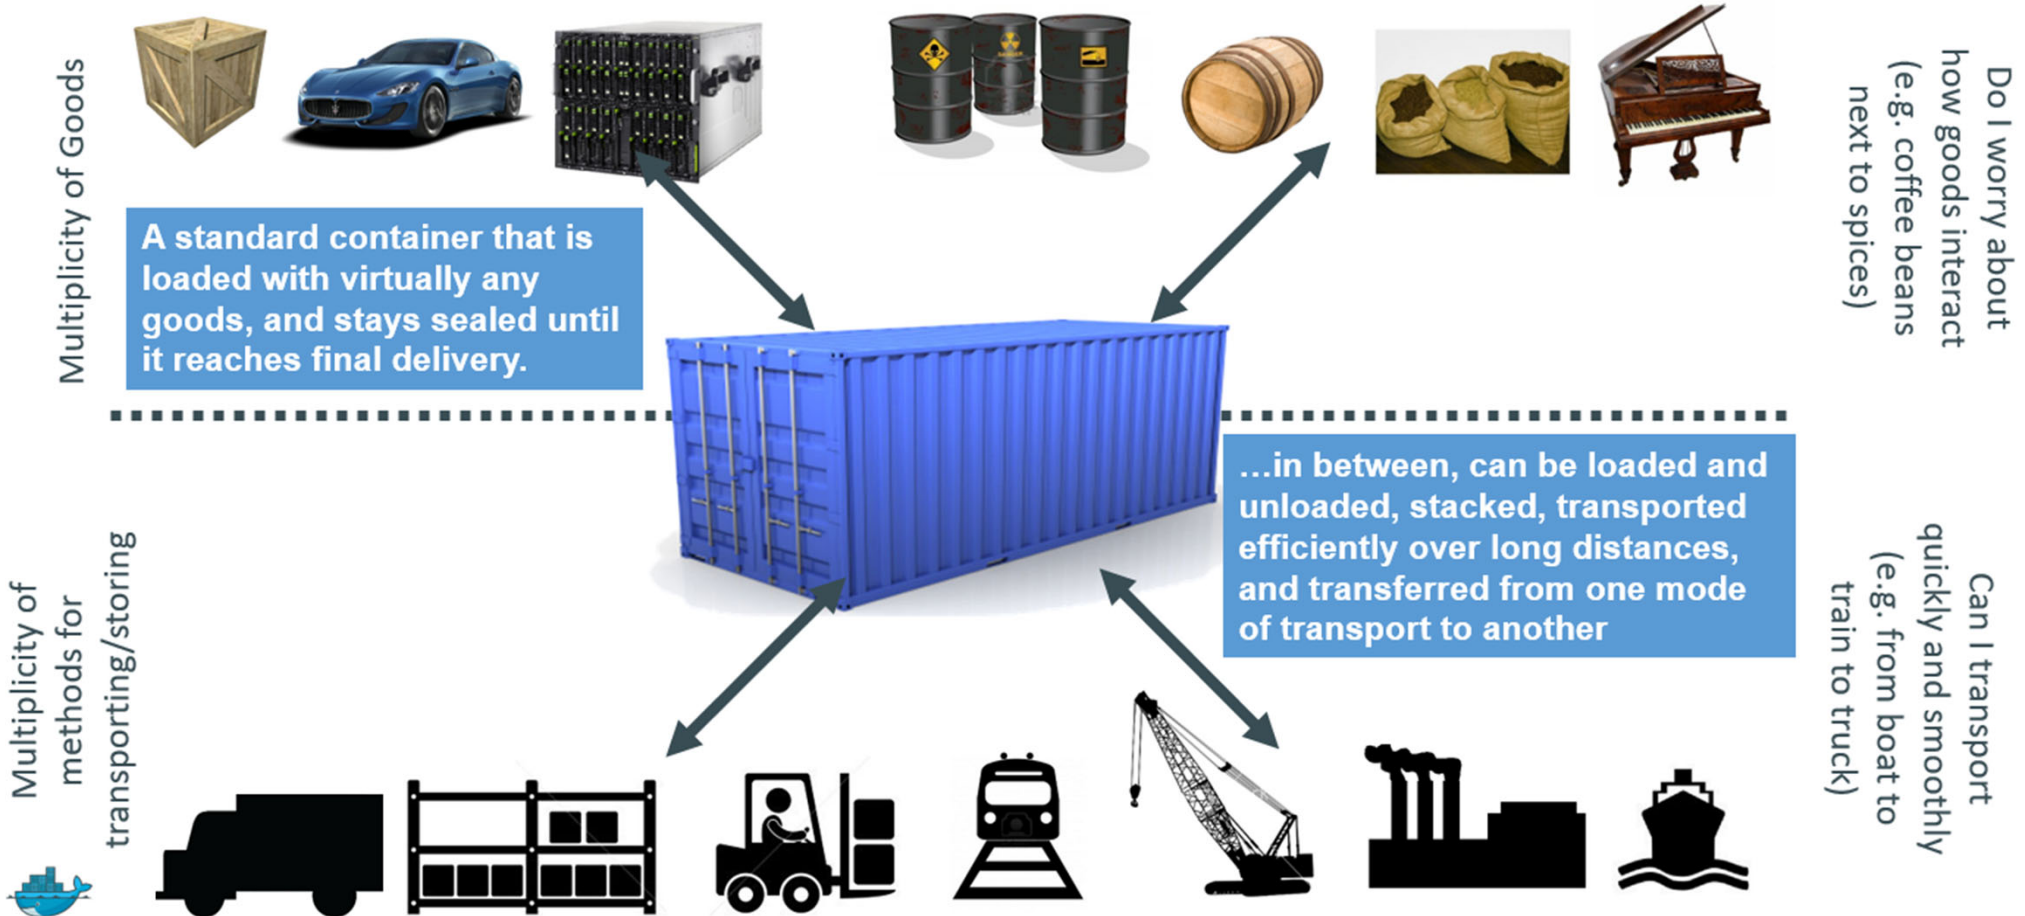 Multiplicity of Goods
A standard container that is
loaded with virtually any
goods, and stays sealed until
it reaches final delivery.
Do I worry about
how goods interact
(e.g. coffee beans
next to spices)
Multiplicity of
methods for
transporting/storing
...in between, can be loaded and
unloaded, stacked, transported
efficiently over long distances,
and transferred from one mode
of transport to another
Can I transport
quickly and smoothly
(e.g. from boat to
train to truck)